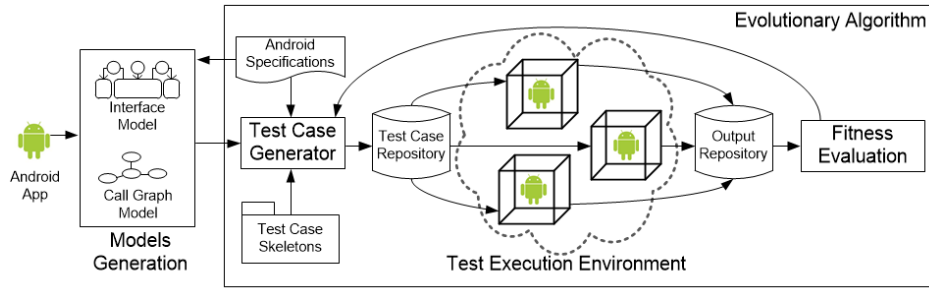 Evolutionary Algorithm
Android
Specifications
Interface
Model
Android
App
Call Graph
Model
Models
Generation
Test Case
Generator
Test Case
Skeletons
Test Case
Repository
Test Execution Environment
Output
Repository
Fitness
Evaluation